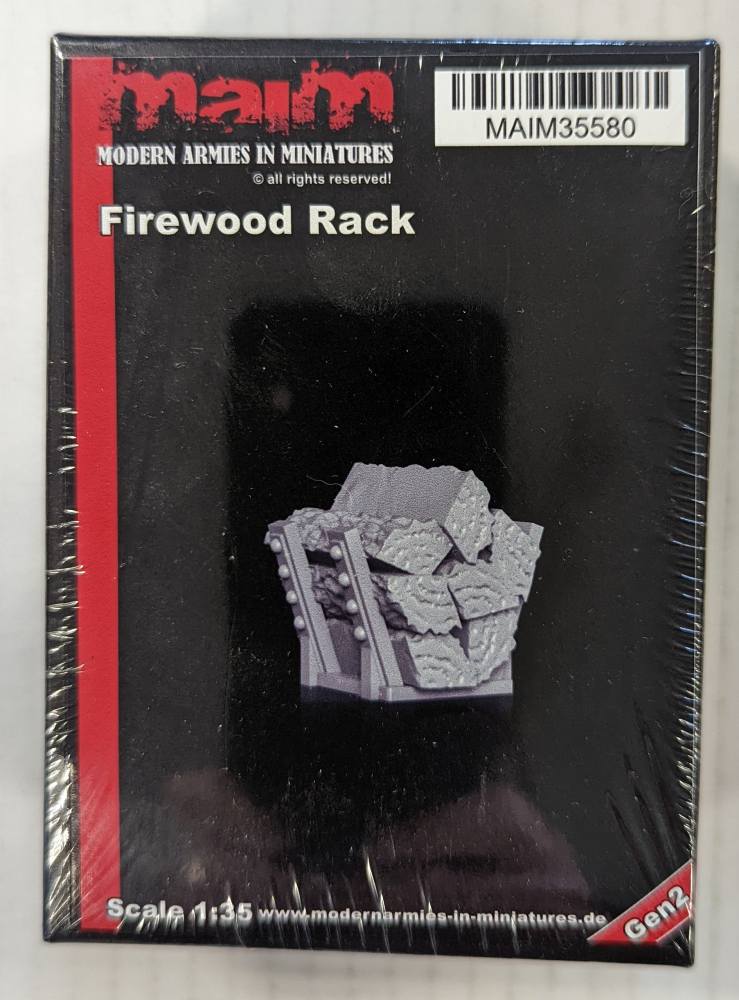 maim
MODERN ARMIES IN MINIATURES
© all rights reserved!
MAIM35580
Firewood Rack
Scale 1:35 www.modernarmies-in-miniatures.de
Gen2